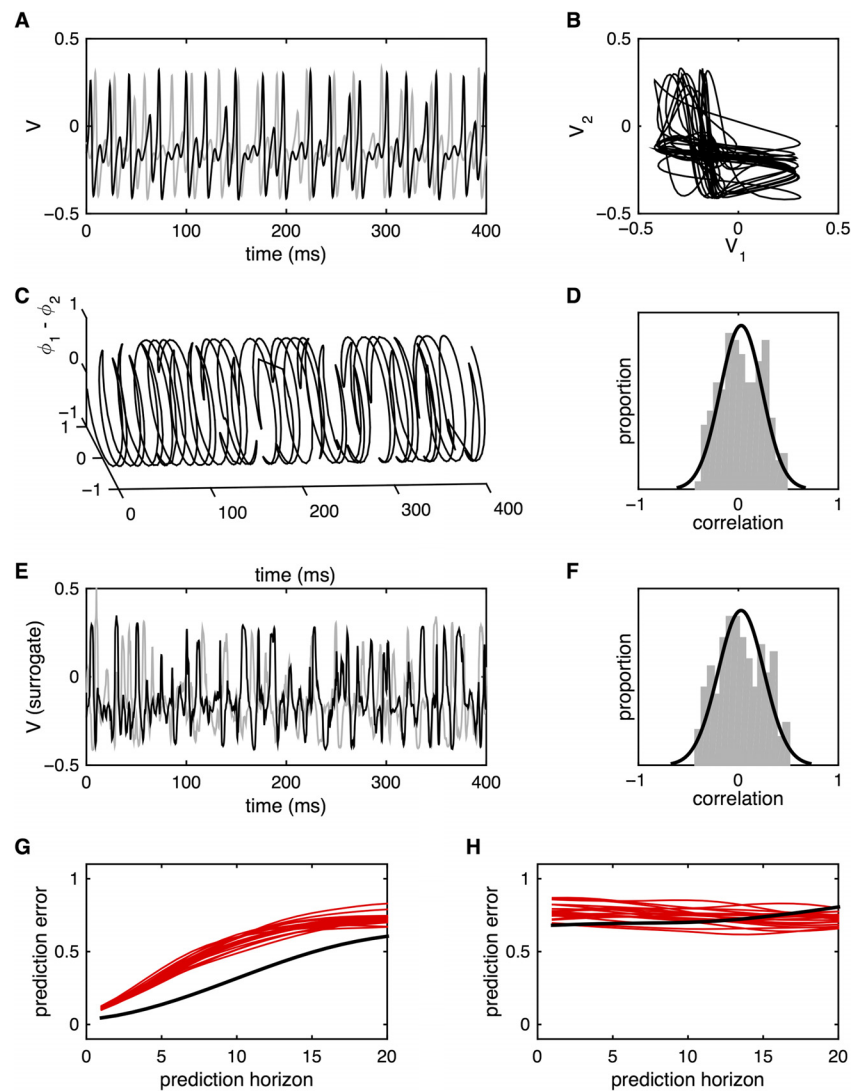 A
0.5
0
−0.5
V
0
100
200
300
400
time (ms)
B
0.5
0
−0.5
V2
−0.5
0
0.5
V1
C
ϕ1 - ϕ2
1
0
−1
1
0
−1
0
100
200
300
400
D
proportion
−1
0
1
correlation
E
time (ms)
0.5
0
−0.5
V (surrogate)
0
100
200
300
400
time (ms)
F
proportion
−1
0
1
correlation
G
1
0.5
0
prediction error
0
5
10
15
20
prediction horizon
H
1
0.5
0
prediction error
0
5
10
15
20
prediction horizon